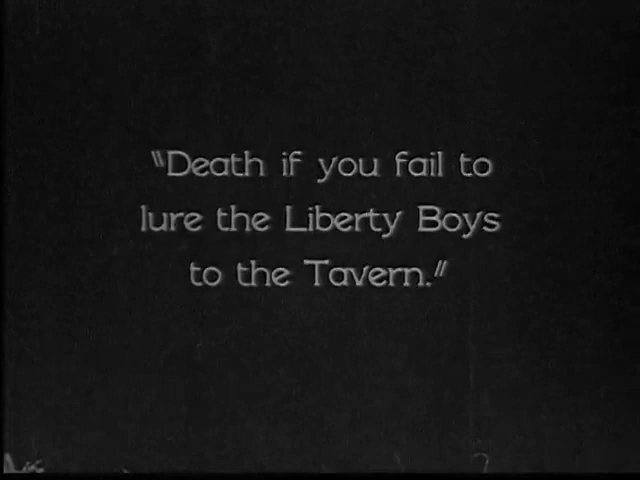 "Death if you fail to
lure the Liberty Boys
to the Tavern."